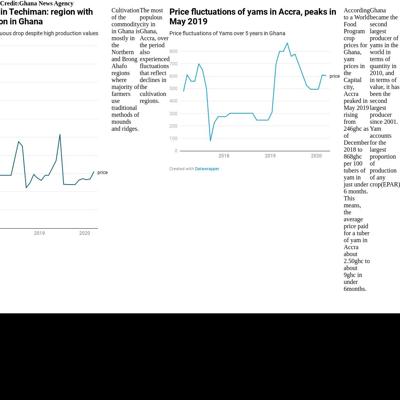 Credit:Ghana News Agency
in Techiman: region with
on in Ghana
uous drop despite high production values
price
2019
2020
Cultivation
of the
commodity
in Ghana is
mostly in
the
Northern
and Brong
Ahafo
regions
where
majority of
farmers
use
traditional
methods of
mounds
and ridges.
The most
populous
city in
Ghana,
Accra, over
the period
also
experienced
fluctuations
that reflect
declines in
the
cultivation
regions.
Price fluctuations of yams in Accra, peaks in
May 2019
Price fluctuations of Yams over 5 years in Ghana
800
700
600
500
400
300
200
100
0
price
2018
2019
2020
Created with Datawrapper
According
to a World
Food
Program
crop
prices for
Ghana,
yam
prices in
the
Capital
city,
Accra
peaked in
May 2019
rising
from
246ghc as
of
December
2018 to
868ghc
per 100
tubers of
yam in
just under
6 months.
This
means,
the
average
price paid
for a tuber
of yam in
Accra
about
2.50ghc to
about
9ghc in
under
6months.
Ghana
became the
second
largest
producer of
yams in the
world in
terms of
quantity in
2010, and
in terms of
value, it has
been the
second
largest
producer
since 2001.
Yam
accounts
for the
largest
proportion
of
production
of any
crop(EPAR)